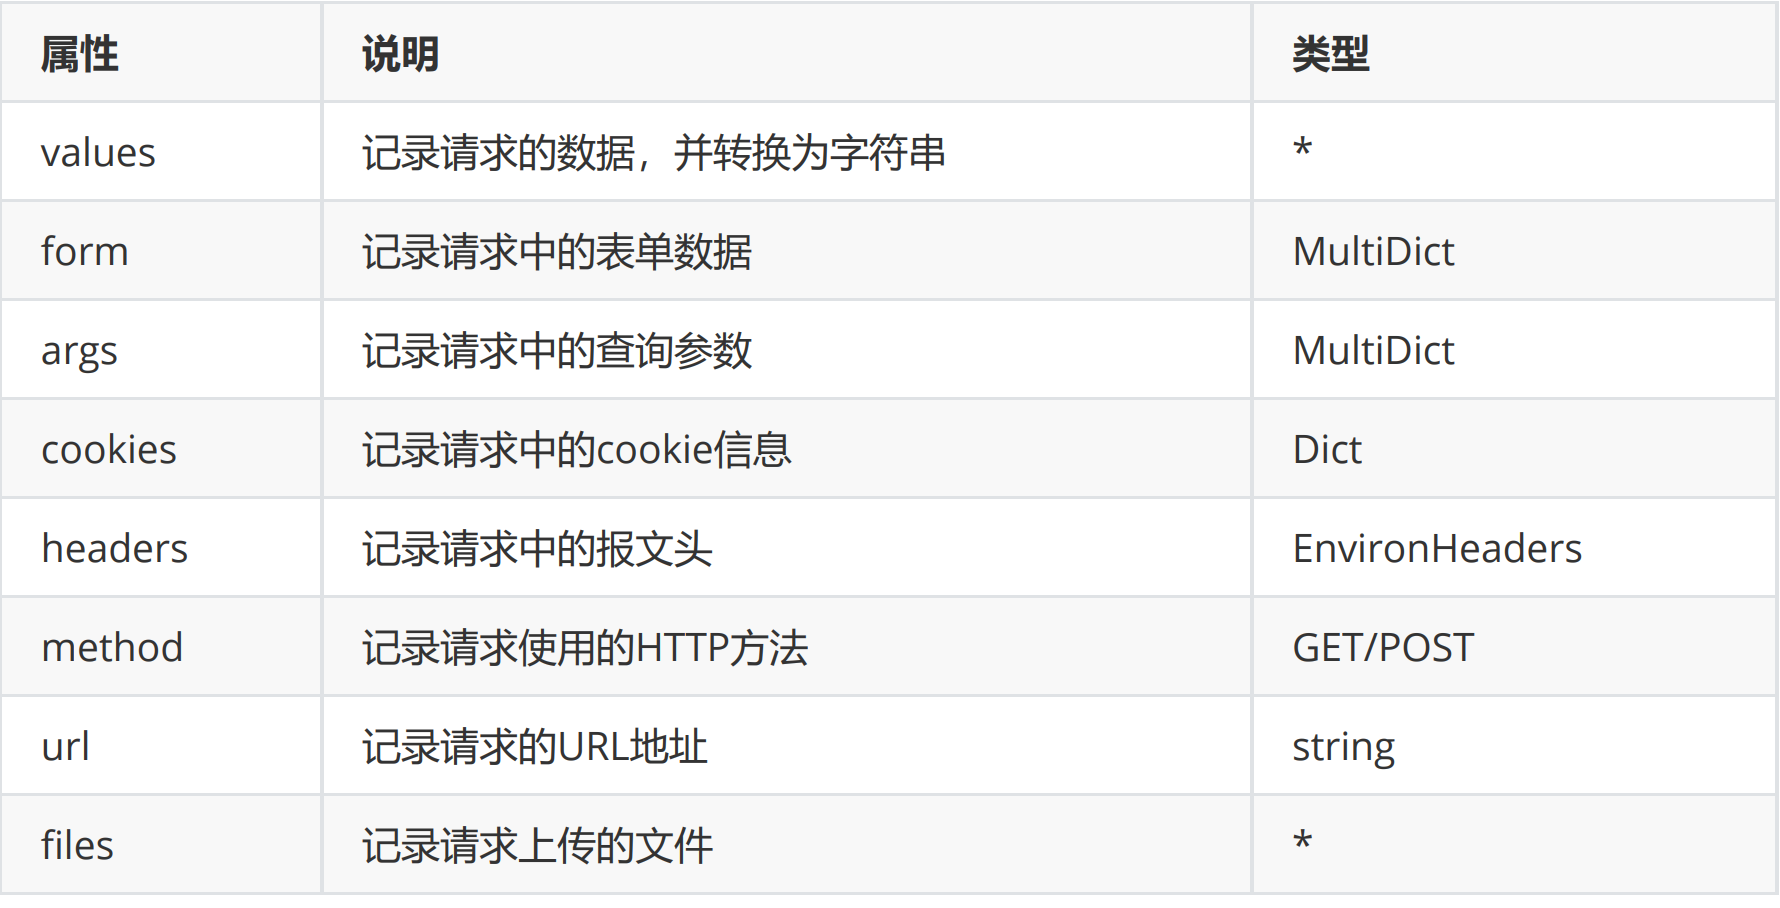 属性 说明 类型
values 记录请求的数据，并转换为字符串 *
form 记录请求中的表单数据 MultiDict
args 记录请求中的查询参数 MultiDict
cookies 记录请求中的cookie信息 Dict
headers 记录请求中的报文头 EnvironHeaders
method 记录请求使用的HTTP方法 GET/POST
url 记录请求的URL地址 string
files 记录请求上传的文件 *